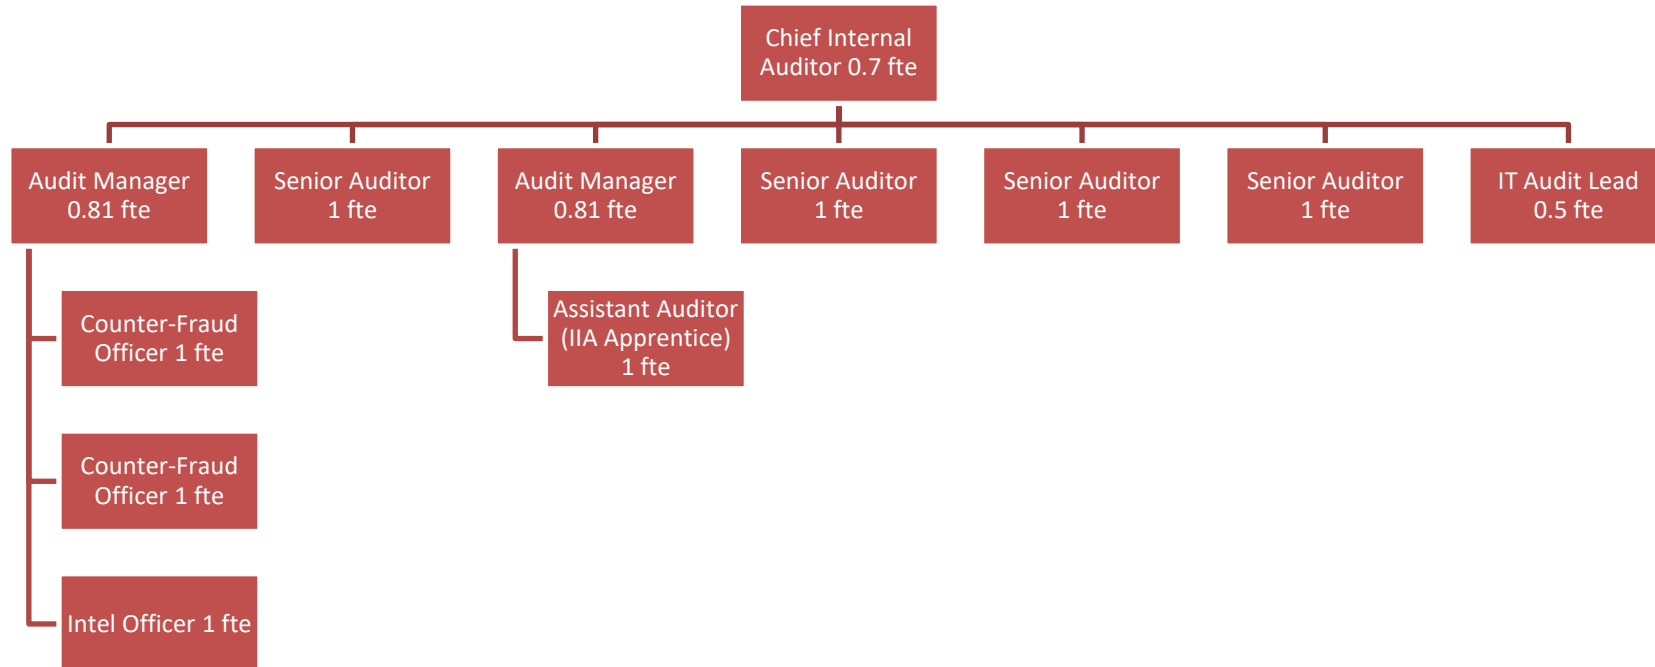 Chief Internal
Auditor 0.7 fte
Audit Manager
0.81 fte
Senior Auditor
1 fte
Audit Manager
0.81 fte
Senior Auditor
1 fte
Senior Auditor
1 fte
Senior Auditor
1 fte
IT Audit Lead
0.5 fte
Counter-Fraud
Officer 1 fte
Assistant Auditor
(IIA Apprentice)
1 fte
Counter-Fraud
Officer 1 fte
Intel Officer 1 fte